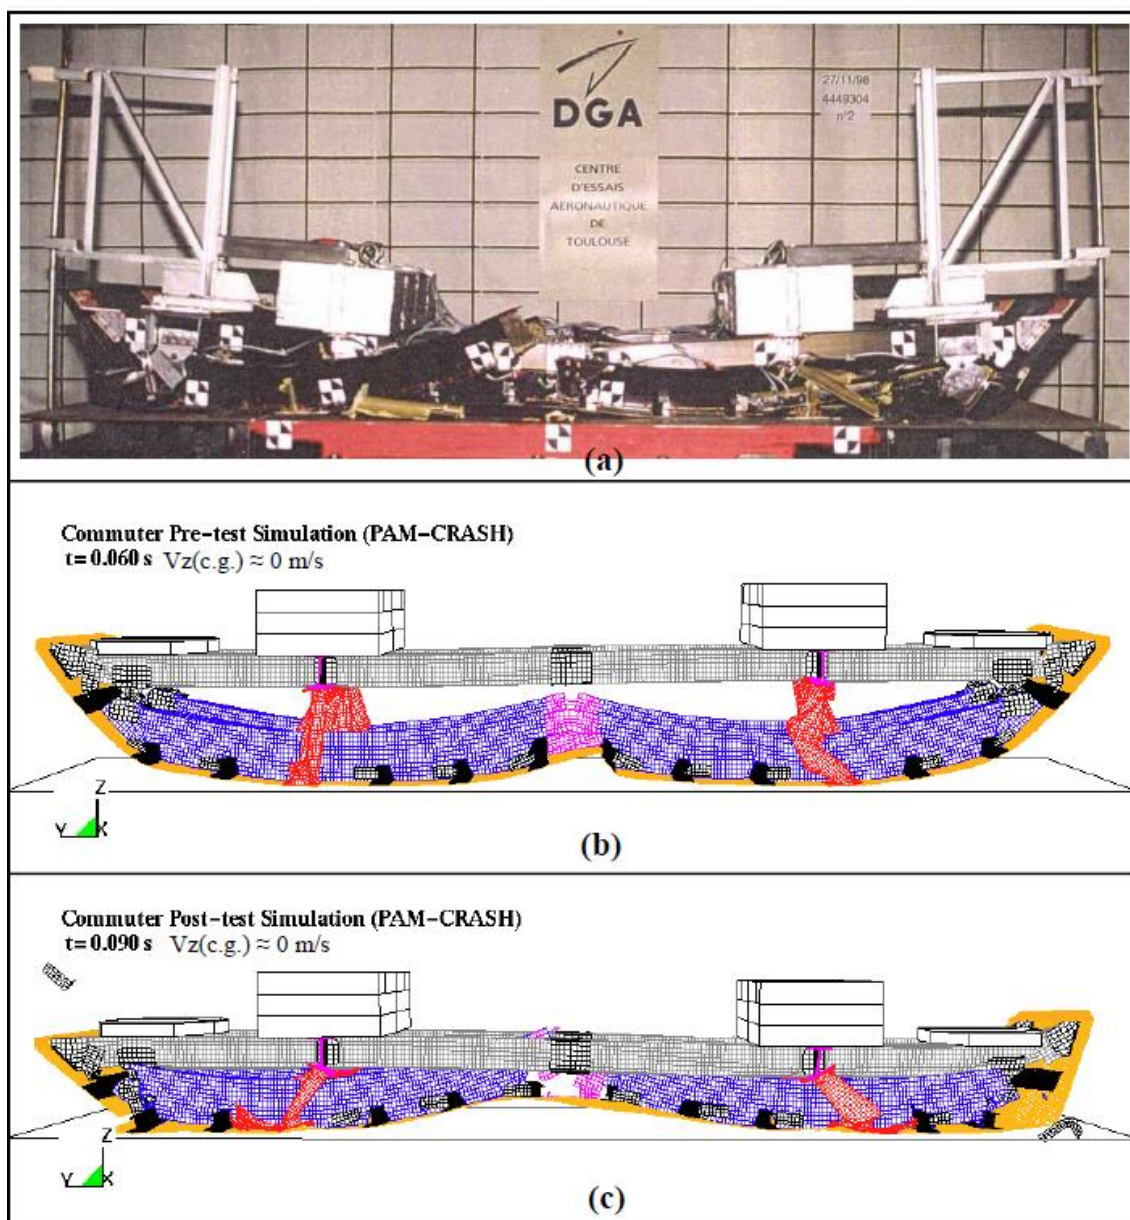 DGA
CENTRE
D'ESSAIS
AERONAUTIQUE
DE
TOULOUSE
27/11/98
4449304
n°2
(a)
Commuter Pre-test Simulation (PAM-CRASH)
t= 0.060 s Vz(c.g.) ≈ 0 m/s
Z
Y X
(b)
Commuter Post-test Simulation (PAM-CRASH)
t= 0.090 s Vz(c.g.) ≈ 0 m/s
Z
Y X
(c)